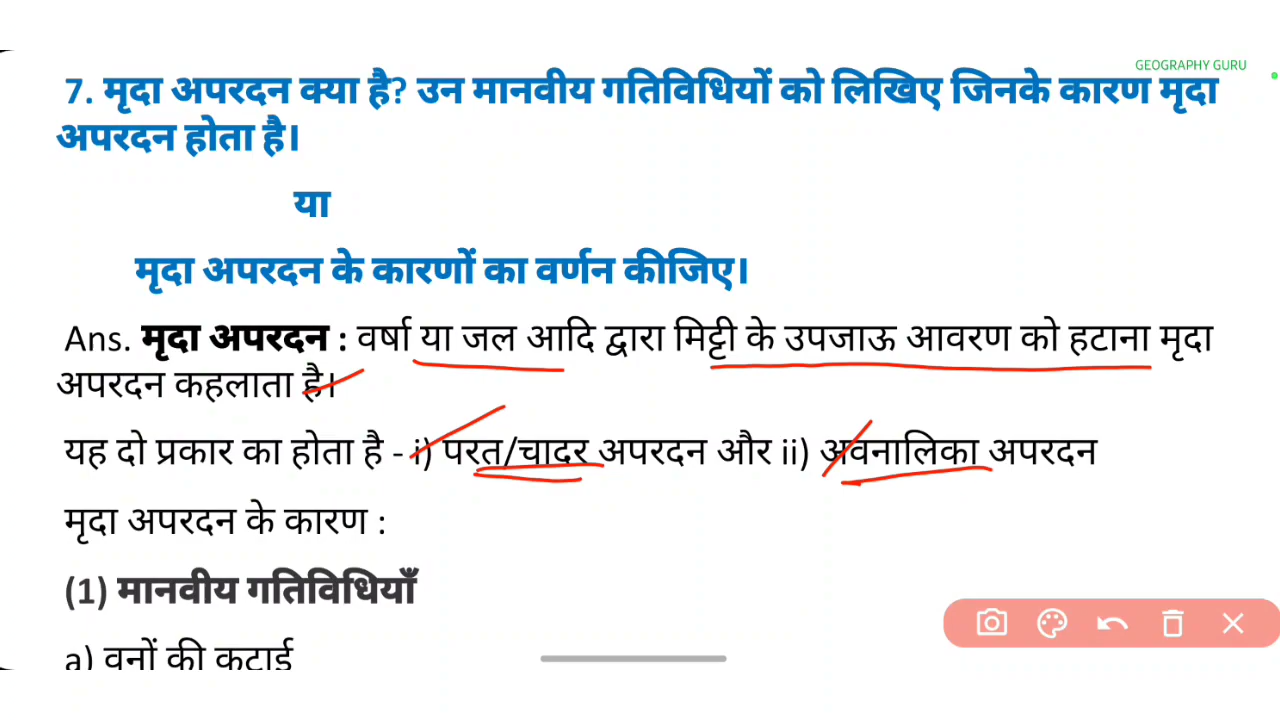 GEOGRAPHY GURU
7. मृदा अपरदन क्या है? उन मानवीय गतिविधियों को लिखिए जिनके कारण मृदा
अपरदन होता है।
या
मृदा अपरदन के कारणों का वर्णन कीजिए।
Ans. मृदा अपरदन : वर्षा या जल आदि द्वारा मिट्टी के उपजाऊ आवरण को हटाना मृदा
अपरदन कहलाता है।
यह दो प्रकार का होता है - i) परत/चादर अपरदन और ii) अवनालिका अपरदन
मृदा अपरदन के कारण :
(1) मानवीय गतिविधियाँ
a) वनों की कटाई